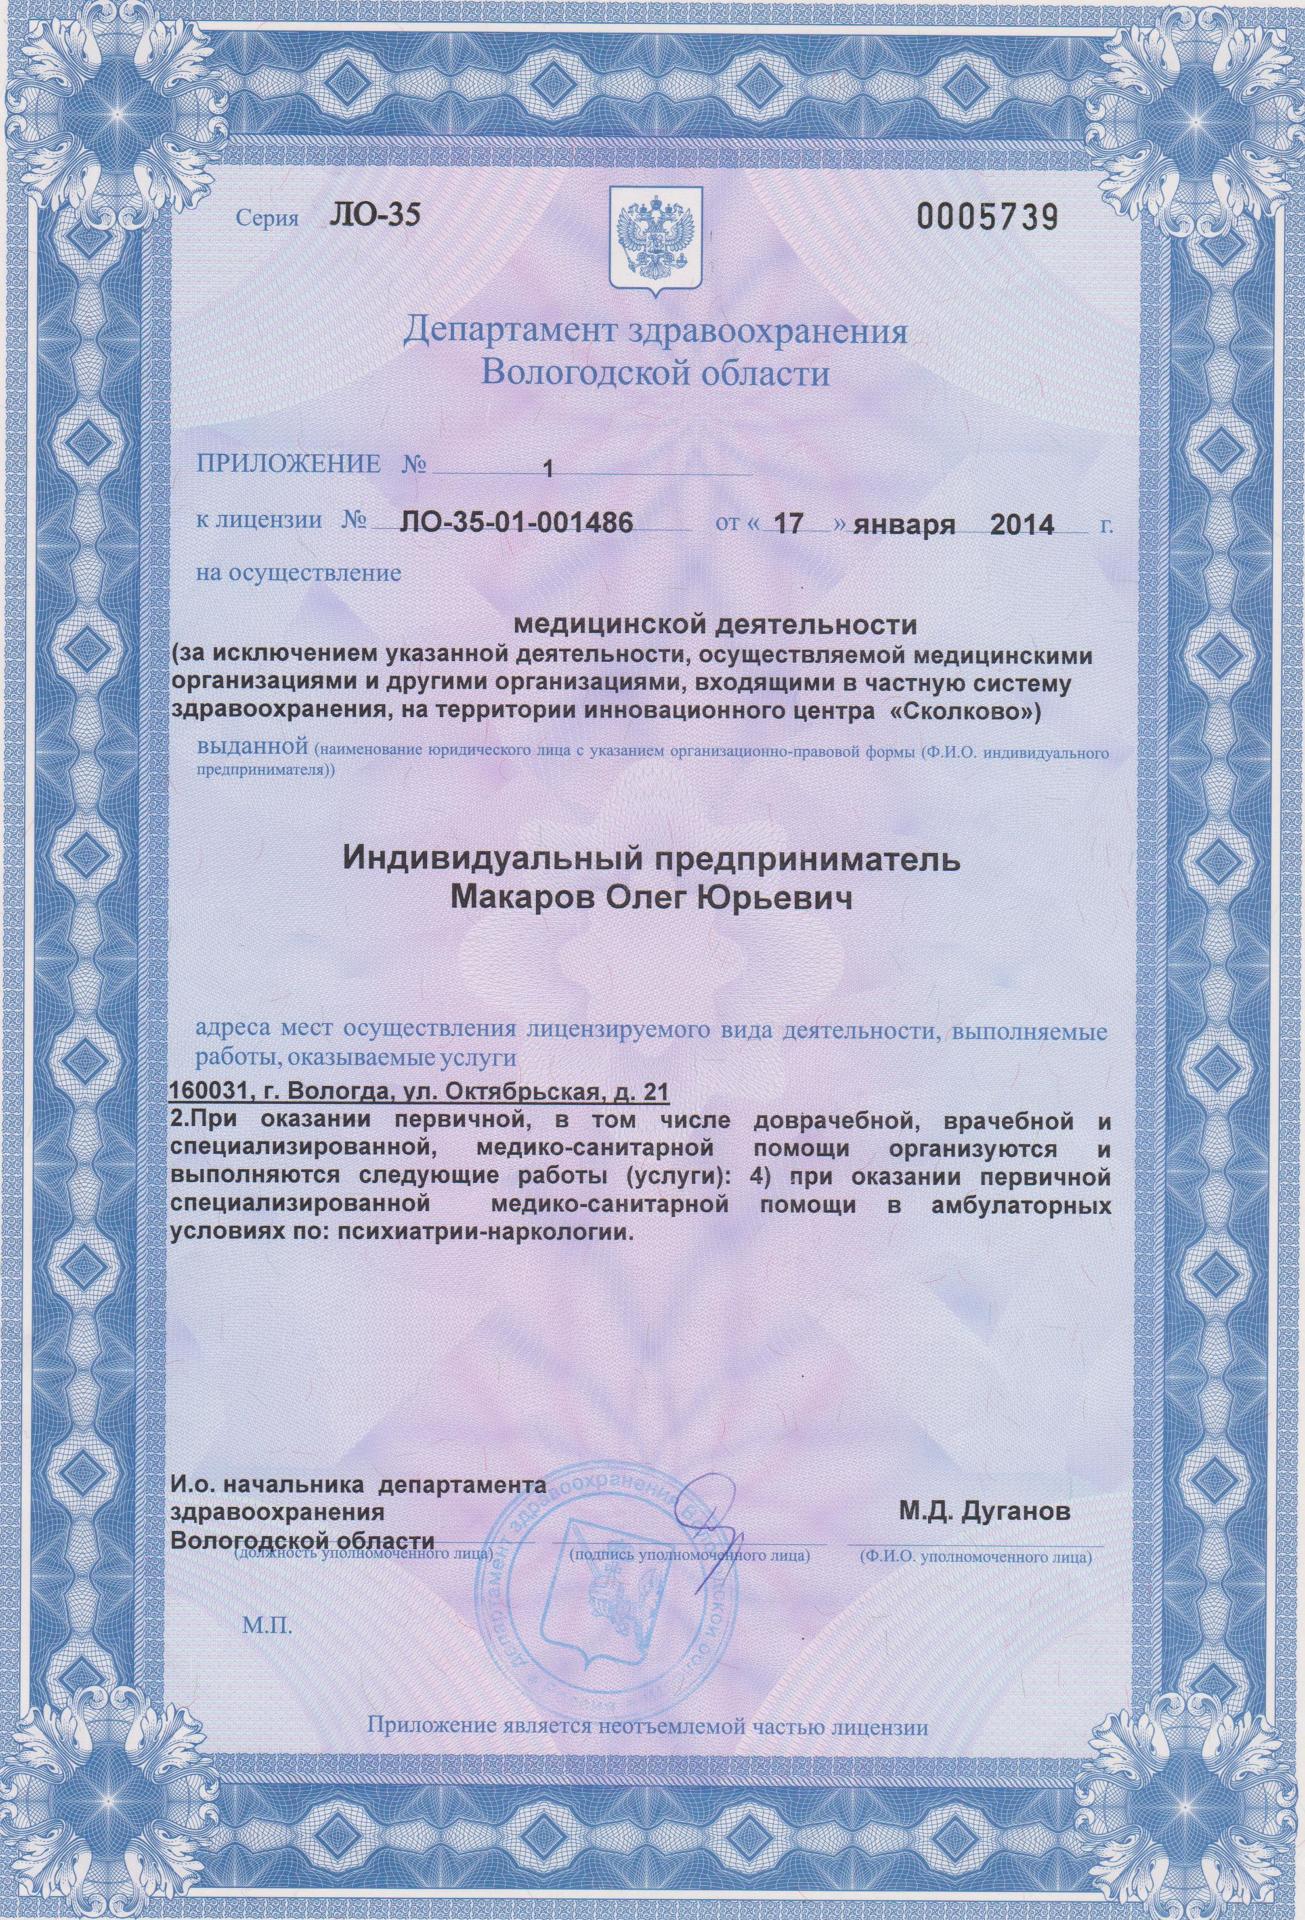 Серия ЛО-35 0005739
Департамент здравоохранения
Вологодской области
ПРИЛОЖЕНИЕ № 1
к лицензии № ЛО-35-01-001486 от « 17 » января 2014 г.
на осуществление
медицинской деятельности
(за исключением указанной деятельности, осуществляемой медицинскими
организациями и другими организациями, входящими в частную систему
здравоохранения, на территории инновационного центра «Сколково»)
выданной (наименование юридического лица с указанием организационно-правовой формы (Ф.И.О. индивидуального
предпринимателя))
Индивидуальный предприниматель
Макаров Олег Юрьевич
адреса мест осуществления лицензируемого вида деятельности, выполняемые
работы, оказываемые услуги
160031, г. Вологда, ул. Октябрьская, д. 21
2.При оказании первичной, в том числе доврачебной, врачебной и
специализированной, медико-санитарной помощи организуются и
выполняются следующие работы (услуги): 4) при оказании первичной
специализированной медико-санитарной помощи в амбулаторных
условиях по: психиатрии-наркологии.
И.о. начальника департамента
здравоохранения
Вологодской области
М.Д. Дуганов
(должность уполномоченного лица) (подпись уполномоченного лица) (Ф.И.О. уполномоченного лица)
Департамент здравоохранения
М.П.
Приложение является неотъемлемой частью лицензии